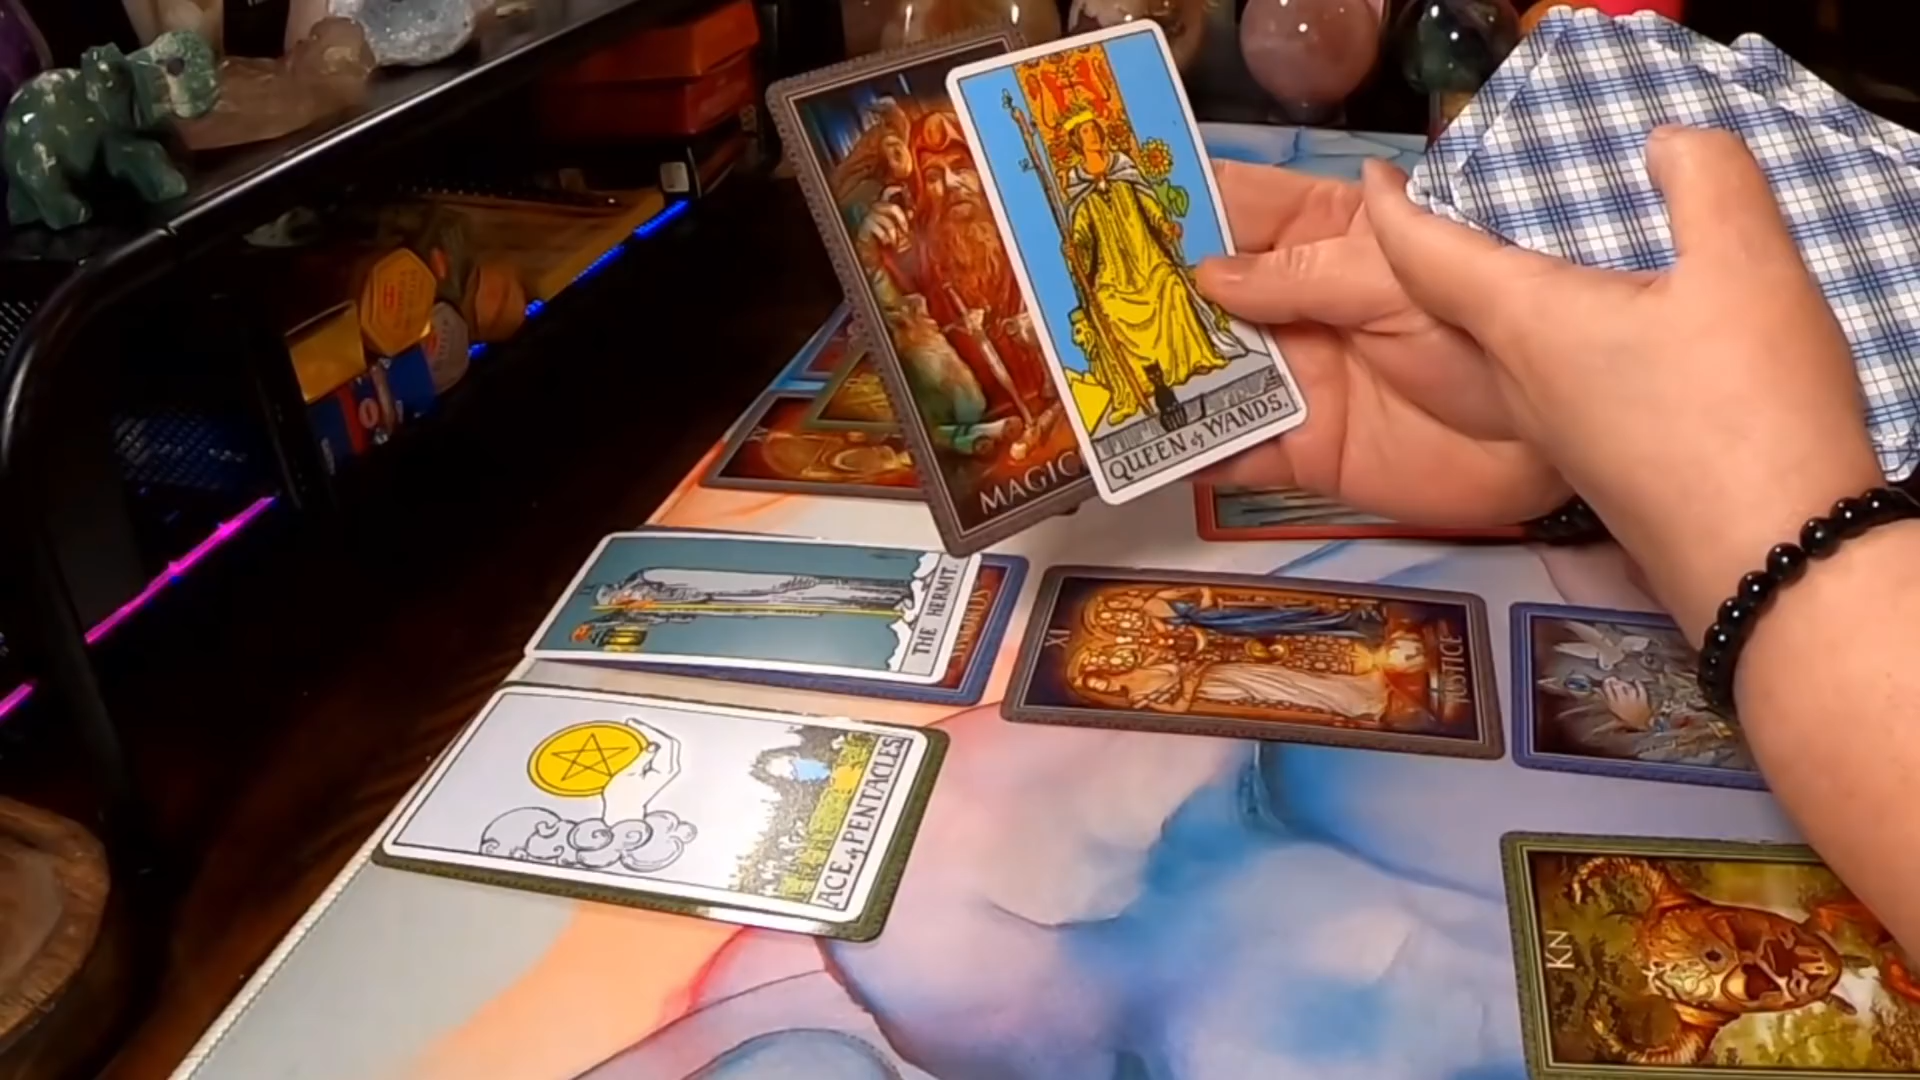 MAGIC
QUEEN of WANDS.
THE HERMIT.
XI
JUSTICE
ACE of PENTACLES
KN